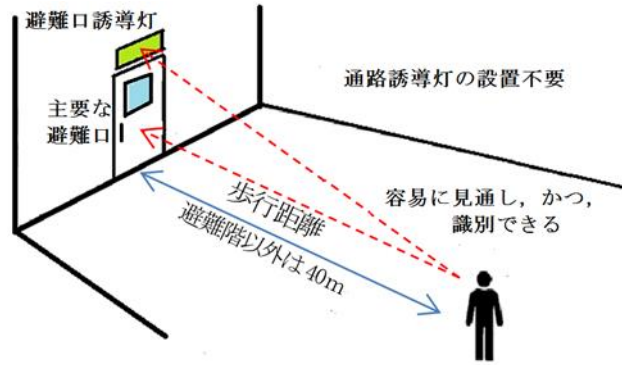 避難口誘導灯
主要な
避難口
通路誘導灯の設置不要
容易に見通し，かつ，
識別できる
歩行距離
避難階以外は40m